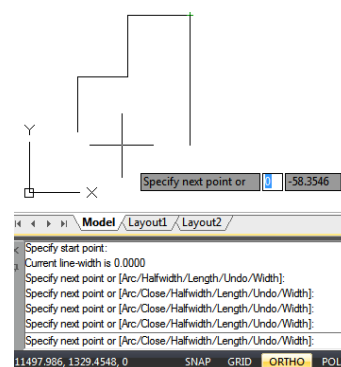 Y
X
Specify next point or 0 -58.3546
Model Layout1 Layout2
Specify start point:
Current line-width is 0.0000
Specify next point or [Arc/Halfwidth/Length/Undo/Width]:
Specify next point or [Arc/Close/Halfwidth/Length/Undo/Width]:
Specify next point or [Arc/Close/Halfwidth/Length/Undo/Width]:
Specify next point or [Arc/Close/Halfwidth/Length/Undo/Width]:
Specify next point or [Arc/Close/Halfwidth/Length/Undo/Width]:
11497.986, 1329.4548, 0 SNAP GRID ORTHO POL